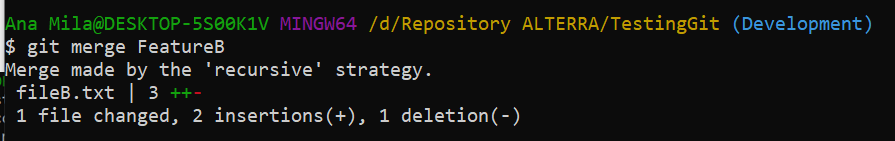 Ana Mila@DESKTOP-5S00K1V MINGW64 /d/Repository ALTERRA/TestingGit (Development)
$ git merge FeatureB
Merge made by the 'recursive' strategy.
 fileB.txt | 3 ++-
 1 file changed, 2 insertions(+), 1 deletion(-)